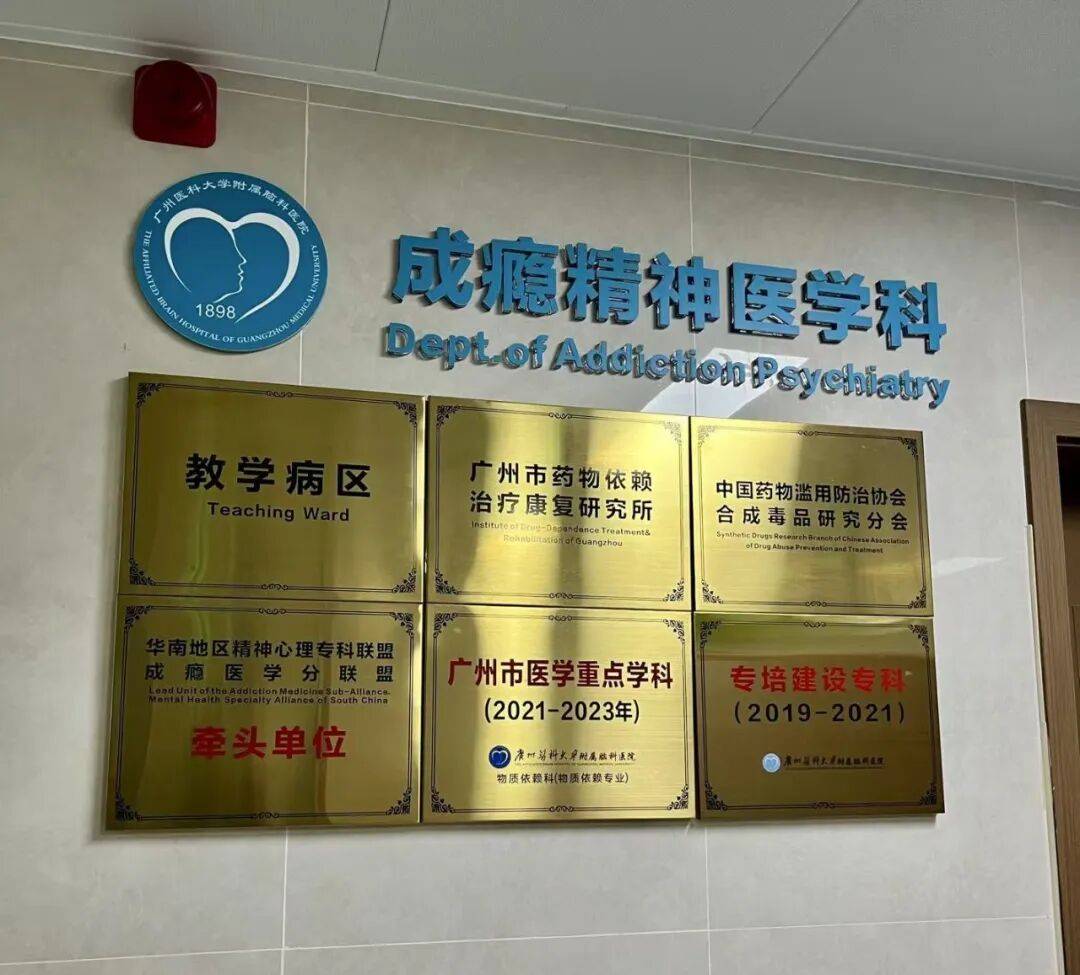 广州医科大学附属脑科医院
1898
THE AFFILIATED BRAIN HOSPITAL OF GUANGZHOU MEDICAL UNIVERSITY
成瘾精神医学科
Dept.of Addiction Psychiatry
教学病区
Teaching Ward
广州市药物依赖
治疗康复研究所
Institute of Drug-Dependence Treatment&
Rehabilitation of Guangzhou
中国药物滥用防治协会
合成毒品研究分会
Synthetic Drugs Research Branch of Chinese Association
of Drug Abuse Prevention and Treatment
华南地区精神心理专科联盟
成瘾医学分联盟
Lead Unit of the Addiction Medicine Sub-Alliance,
Mental Health Specialty Alliance of South China
牵头单位
广州市医学重点学科
(2021-2023年)
广州医科大学附属脑科医院
物质依赖科(物质依赖专业)
专培建设专科
(2019-2021)
广州医科大学附属脑科医院